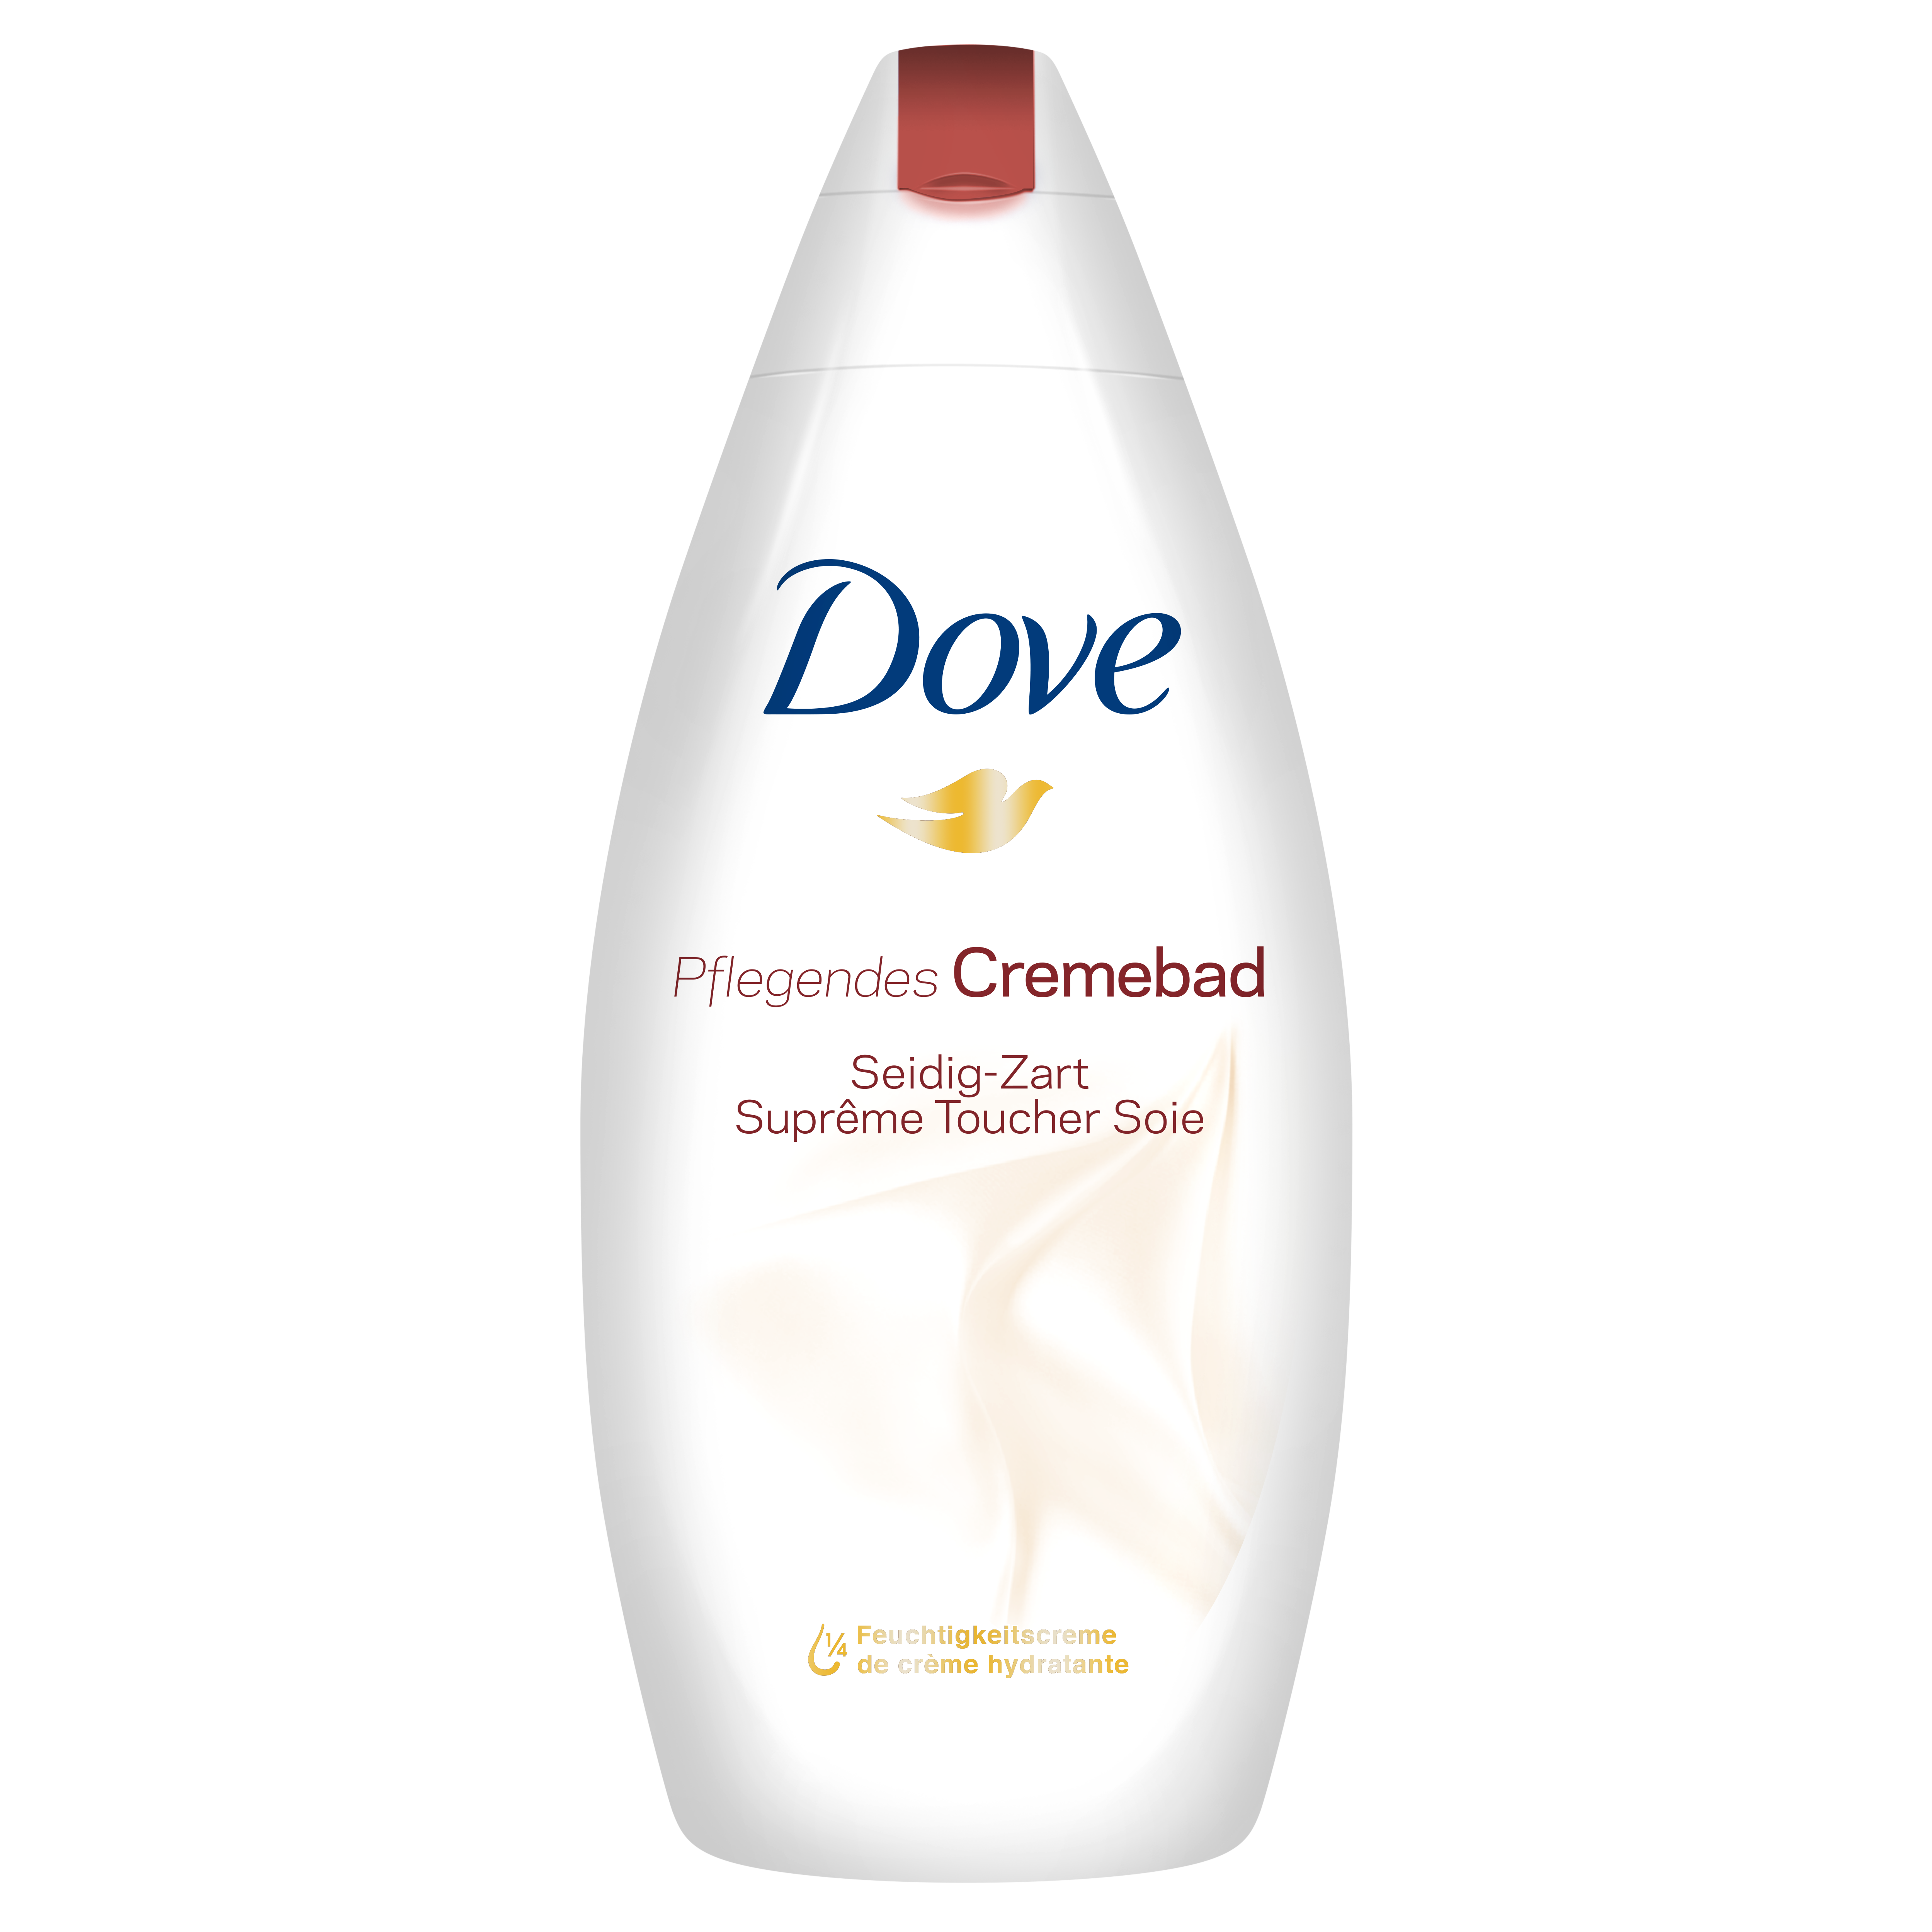 Dove
Pflegendes Cremebad
Seidig-Zart
Suprême Toucher Soie
1/4 Feuchtigkeitscreme
de crème hydratante